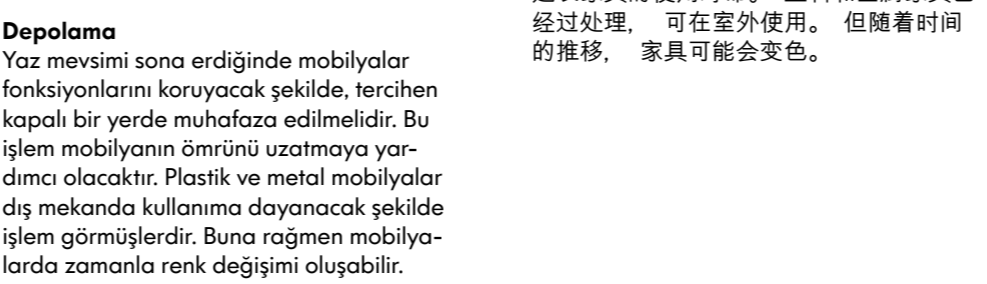 Depolama
Yaz mevsimi sona erdiğinde mobilyalar
fonksiyonlarını koruyacak şekilde, tercihen
kapalı bir yerde muhafaza edilmelidir. Bu
işlem mobilyanın ömrünü uzatmaya yar-
dımcı olacaktır. Plastik ve metal mobilyalar
dış mekanda kullanıma dayanacak şekilde
işlem görmüşlerdir. Buna rağmen mobilya-
larda zamanla renk değişimi oluşabilir.
经过处理， 可在室外使用。 但随着时间
的推移， 家具可能会变色。